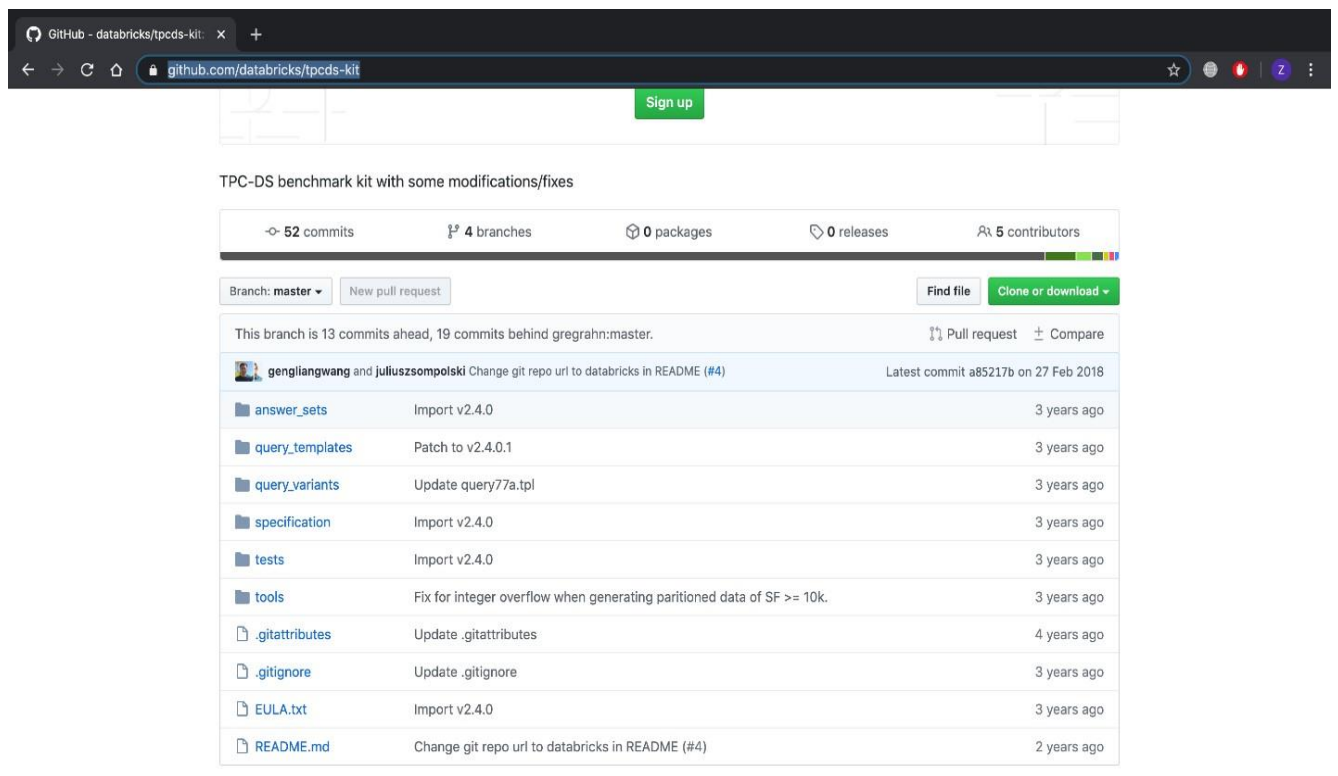 GitHub - databricks/tpcds-kit:
github.com/databricks/tpcds-kit
Z
Sign up
TPC-DS benchmark kit with some modifications/fixes
52 commits 4 branches 0 packages 0 releases 5 contributors
Branch: master New pull request Find file Clone or download
This branch is 13 commits ahead, 19 commits behind gregrahn:master. Pull request Compare
gengliangwang and juliuszsompolski Change git repo url to databricks in README (#4) Latest commit a85217b on 27 Feb 2018
answer_sets Import v2.4.0 3 years ago
query_templates Patch to v2.4.0.1 3 years ago
query_variants Update query77a.tpl 3 years ago
specification Import v2.4.0 3 years ago
tests Import v2.4.0 3 years ago
tools Fix for integer overflow when generating paritioned data of SF >= 10k. 3 years ago
.gitattributes Update .gitattributes 4 years ago
.gitignore Update .gitignore 3 years ago
EULA.txt Import v2.4.0 3 years ago
README.md Change git repo url to databricks in README (#4) 2 years ago